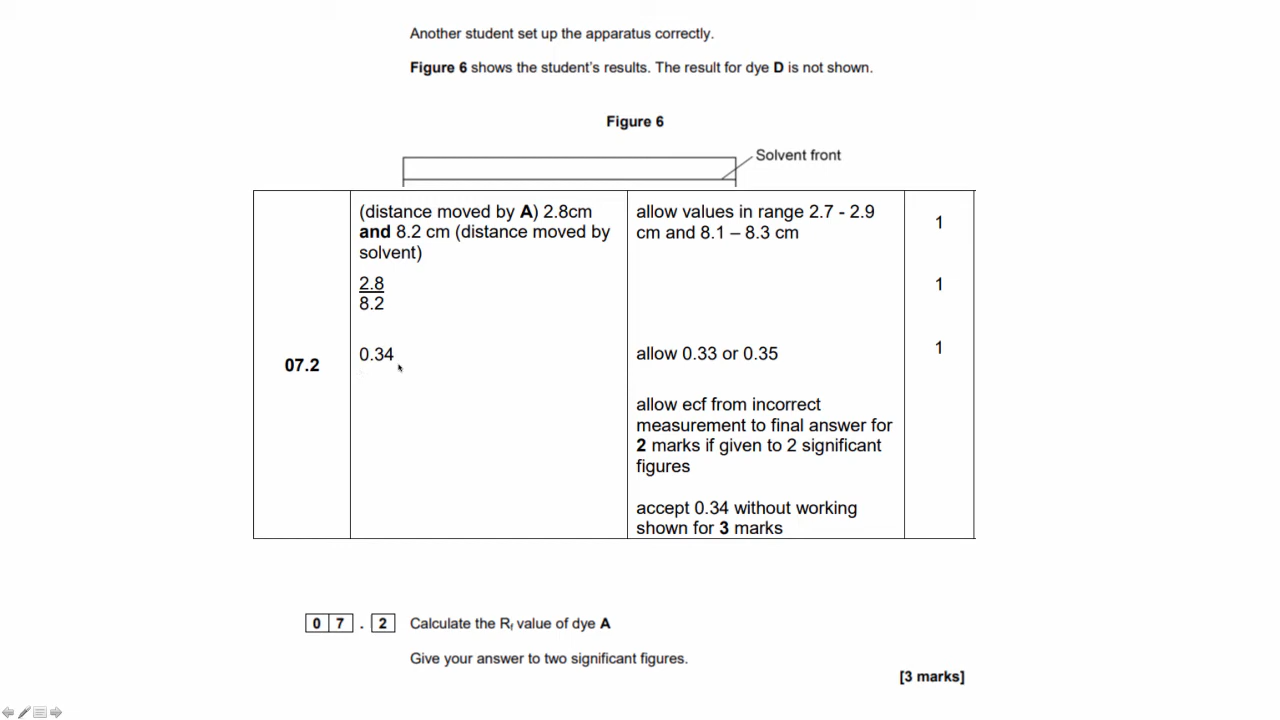 Another student set up the apparatus correctly.
Figure 6 shows the student's results. The result for dye D is not shown.
Figure 6
Solvent front
(distance moved by A) 2.8cm
and 8.2 cm (distance moved by
solvent)
allow values in range 2.7 - 2.9
cm and 8.1 – 8.3 cm
1
2.8
8.2
1
07.2
0.34
allow 0.33 or 0.35
1
allow ecf from incorrect
measurement to final answer for
2 marks if given to 2 significant
figures
accept 0.34 without working
shown for 3 marks
0 7 . 2 Calculate the Rf value of dye A
Give your answer to two significant figures.
[3 marks]